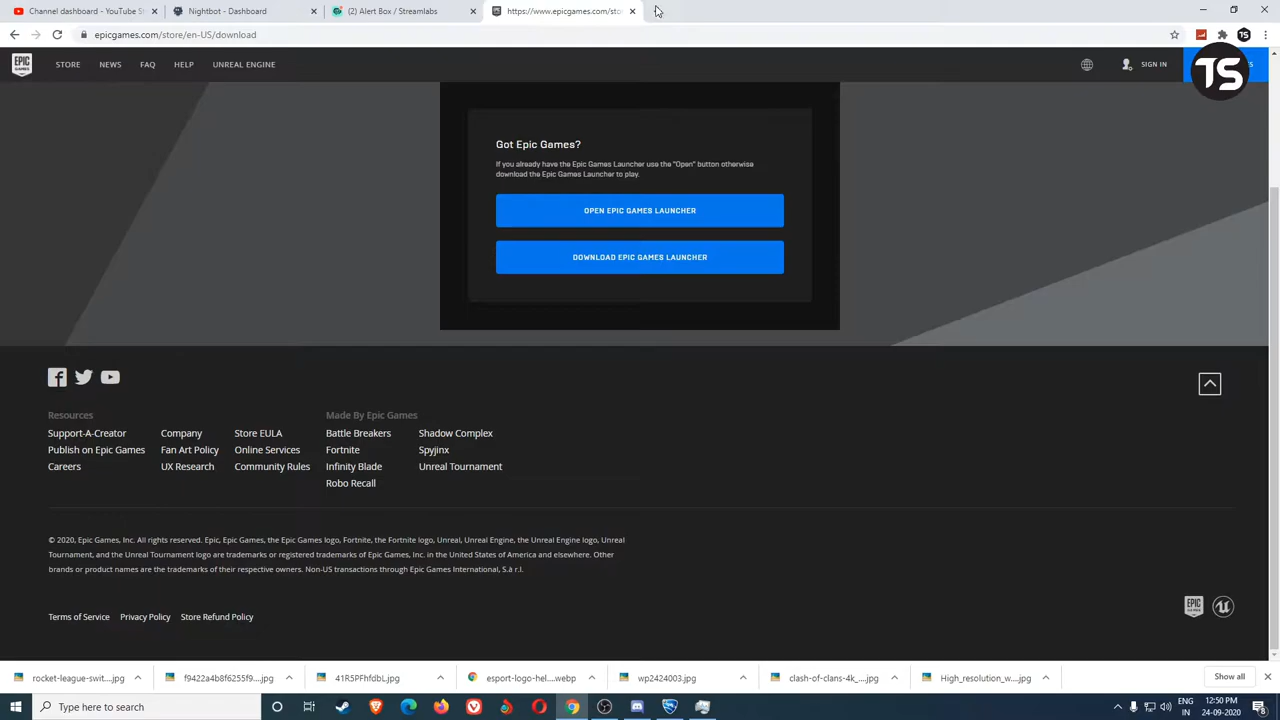 Channel dashboard - YouTube S
Nightbot - Dashboard
(2) Alert Box / Streamlabs
https://www.epicgames.com/sto
epicgames.com/store/en-US/download
EPIC GAMES
STORE
NEWS
FAQ
HELP
UNREAL ENGINE
SIGN IN
TS
Got Epic Games?
If you already have the Epic Games Launcher use the "Open" button otherwise
download the Epic Games Launcher to play.
OPEN EPIC GAMES LAUNCHER
DOWNLOAD EPIC GAMES LAUNCHER
Resources
Made By Epic Games
Support-A-Creator
Company
Store EULA
Battle Breakers
Shadow Complex
Publish on Epic Games
Fan Art Policy
Online Services
Fortnite
Spyjinx
Careers
UX Research
Community Rules
Infinity Blade
Unreal Tournament
Robo Recall
© 2020, Epic Games, Inc. All rights reserved. Epic, Epic Games, the Epic Games logo, Fortnite, the Fortnite logo, Unreal, Unreal Engine, the Unreal Engine logo, Unreal
Tournament, and the Unreal Tournament logo are trademarks or registered trademarks of Epic Games, Inc. in the United States of America and elsewhere. Other
brands or product names are the trademarks of their respective owners. Non-US transactions through Epic Games International, S.à r.l.
Terms of Service
Privacy Policy
Store Refund Policy
EPIC GAMES
rocket-league-swit....jpg
f9422a4b8f6255f9....jpg
41R5PFhfdbL.jpg
esport-logo-hel....webp
wp2424003.jpg
clash-of-clans-4k_....jpg
High_resolution_w....jpg
Show all
Type here to search
ENG
IN
12:50 PM
24-09-2020